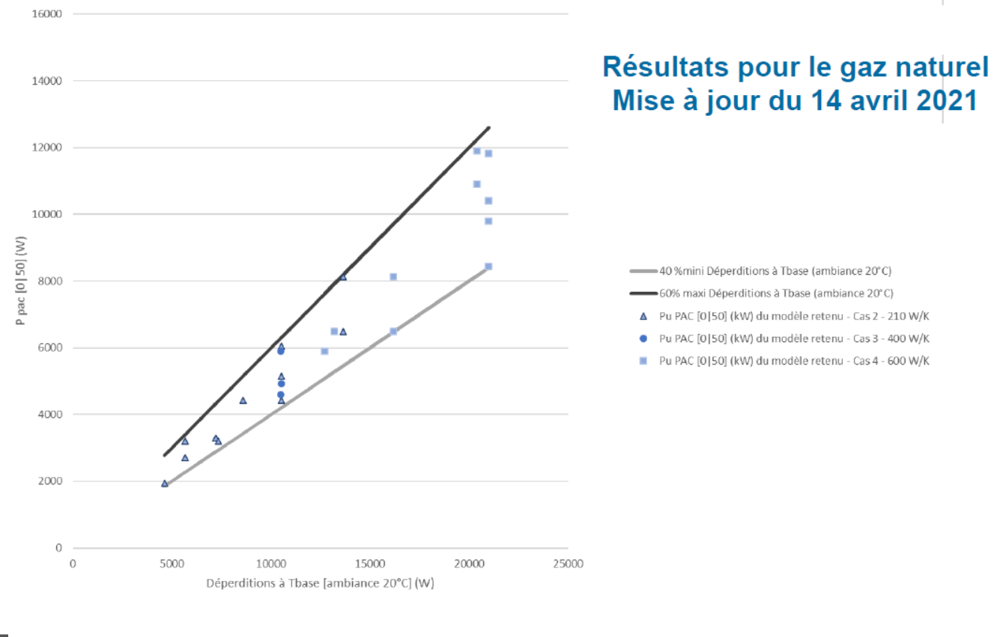 Résultats pour le gaz naturel
Mise à jour du 14 avril 2021
16000
14000
12000
10000
8000
6000
4000
2000
0
P pac [0|50] (W)
0
5000
10000
15000
20000
25000
Déperditions à Tbase [ambiance 20°C] (W)
40 %mini Déperditions à Tbase (ambiance 20°C)
60% maxi Déperditions à Tbase (ambiance 20°C)
Pu PAC [0|50] (kW) du modèle retenu - Cas 2 - 210 W/K
Pu PAC [0|50] (kW) du modèle retenu - Cas 3 - 400 W/K
Pu PAC [0|50] (kW) du modèle retenu - Cas 4 - 600 W/K